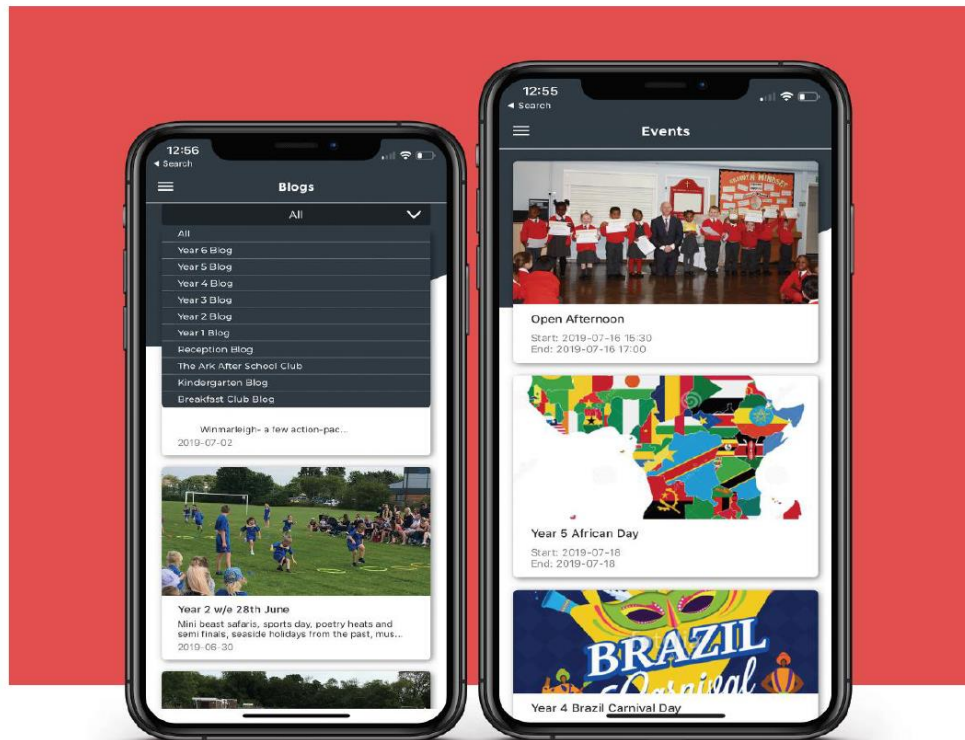 12:56
Search
Blogs
All
All
Year 6 Blog
Year 5 Blog
Year 4 Blog
Year 3 Blog
Year 2 Blog
Year 1 Blog
Reception Blog
The Ark After School Club
Kindergarten Blog
Breakfast Club Blog
Winmarleigh- a few action-pac...
2019-07-02
Year 2 w/e 28th June
Mini beast safaris, sports day, poetry heats and
semi finals, seaside holidays from the past, mus...
2019-06-30
12:55
Search
Events
GROWTH MINDSET
Open Afternoon
Start: 2019-07-16 15:30
End: 2019-07-16 17:00
Year 5 African Day
Start: 2019-07-18
End: 2019-07-18
BRAZIL
Carnival
Year 4 Brazil Carnival Day